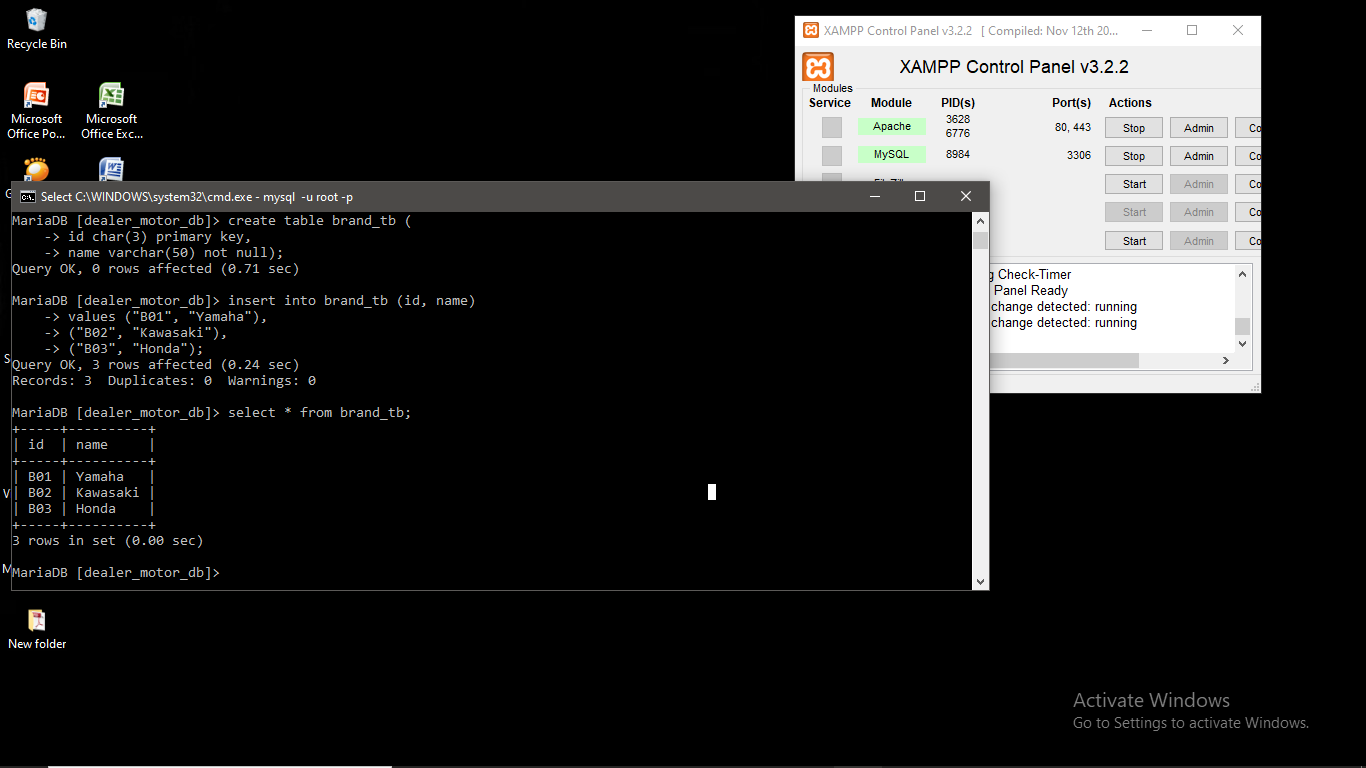 Recycle Bin
Microsoft
Office Po...
Microsoft
Office Exc...
XAMPP Control Panel v3.2.2 [ Compiled: Nov 12th 20...
XAMPP Control Panel v3.2.2
Modules
Service Module PID(s) Port(s) Actions
Apache 3628 6776 80, 443 Stop Admin Co
MySQL 8984 3306 Stop Admin Co
Start Admin Co
Start Admin Co
Start Admin Co
g Check-Timer
Panel Ready
change detected: running
change detected: running
Select C:\WINDOWS\system32\cmd.exe - mysql -u root -p
MariaDB [dealer_motor_db]> create table brand_tb (
-> id char(3) primary key,
-> name varchar(50) not null);
Query OK, 0 rows affected (0.71 sec)
MariaDB [dealer_motor_db]> insert into brand_tb (id, name)
-> values ("B01", "Yamaha"),
-> ("B02", "Kawasaki"),
-> ("B03", "Honda");
Query OK, 3 rows affected (0.24 sec)
Records: 3 Duplicates: 0 Warnings: 0
MariaDB [dealer_motor_db]> select * from brand_tb;
+-----+----------+
| id | name |
+-----+----------+
| B01 | Yamaha |
| B02 | Kawasaki |
| B03 | Honda |
+-----+----------+
3 rows in set (0.00 sec)
MariaDB [dealer_motor_db]>
New folder
Activate Windows
Go to Settings to activate Windows.